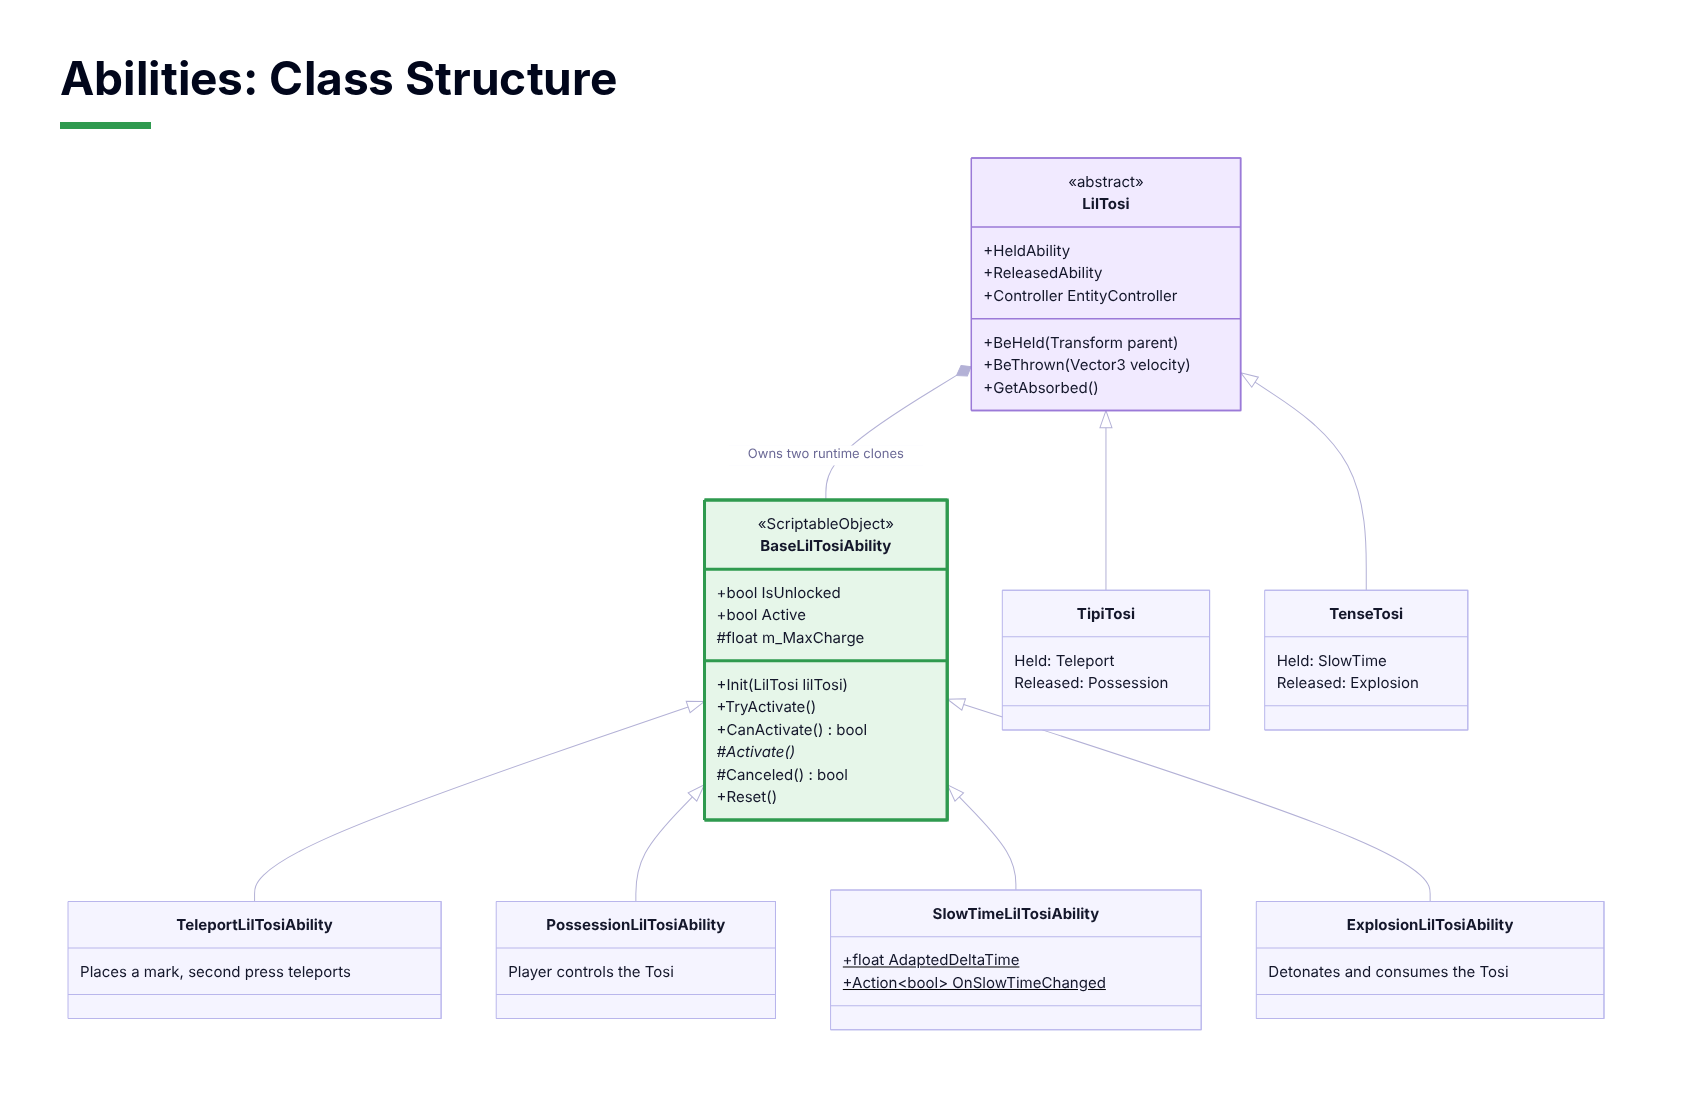 Abilities: Class Structure
«abstract»
LilTosi
+HeldAbility
+ReleasedAbility
+Controller EntityController
+BeHeld(Transform parent)
+BeThrown(Vector3 velocity)
+GetAbsorbed()
Owns two runtime clones
«ScriptableObject»
BaseLilTosiAbility
+bool IsUnlocked
+bool Active
#float m_MaxCharge
+Init(LilTosi lilTosi)
+TryActivate()
+CanActivate() : bool
#Activate()
#Canceled() : bool
+Reset()
TipiTosi
Held: Teleport
Released: Possession
TenseTosi
Held: SlowTime
Released: Explosion
TeleportLilTosiAbility
Places a mark, second press teleports
PossessionLilTosiAbility
Player controls the Tosi
SlowTimeLilTosiAbility
+float AdaptedDeltaTime
+Action<bool> OnSlowTimeChanged
ExplosionLilTosiAbility
Detonates and consumes the Tosi